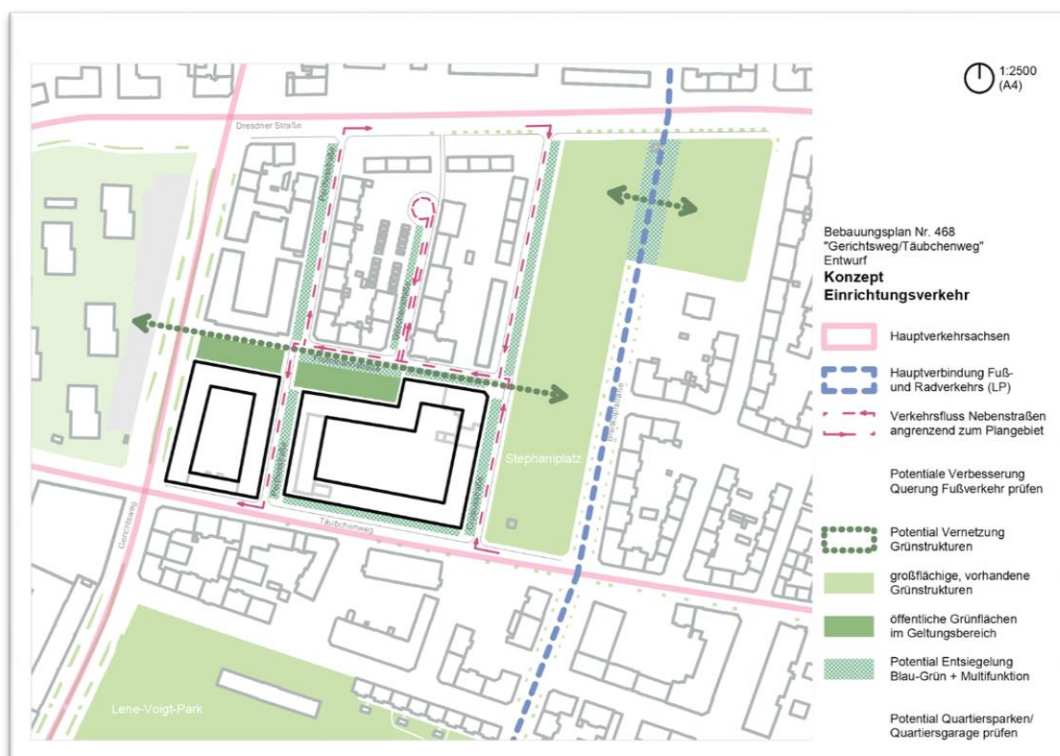 1:2500
(A4)
Dresdner Straße
Bebauungsplan Nr. 468
"Gerichtsweg/Täubchenweg"
Entwurf
Konzept
Einrichtungsverkehr
Hauptverkehrsachsen
Hauptverbindung Fuß-
und Radverkehrs (LP)
Verkehrsfluss Nebenstraßen
angrenzend zum Plangebiet
Potentiale Verbesserung
Querung Fußverkehr prüfen
Potential Vernetzung
Grünstrukturen
großflächige, vorhandene
Grünstrukturen
öffentliche Grünflächen
im Geltungsbereich
Potential Entsiegelung
Blau-Grün + Multifunktion
Potential Quartiersparken/
Quartiersgarage prüfen
Stephaniplatz
Gerichtsweg
Täubchenweg
Lene-Voigt-Park